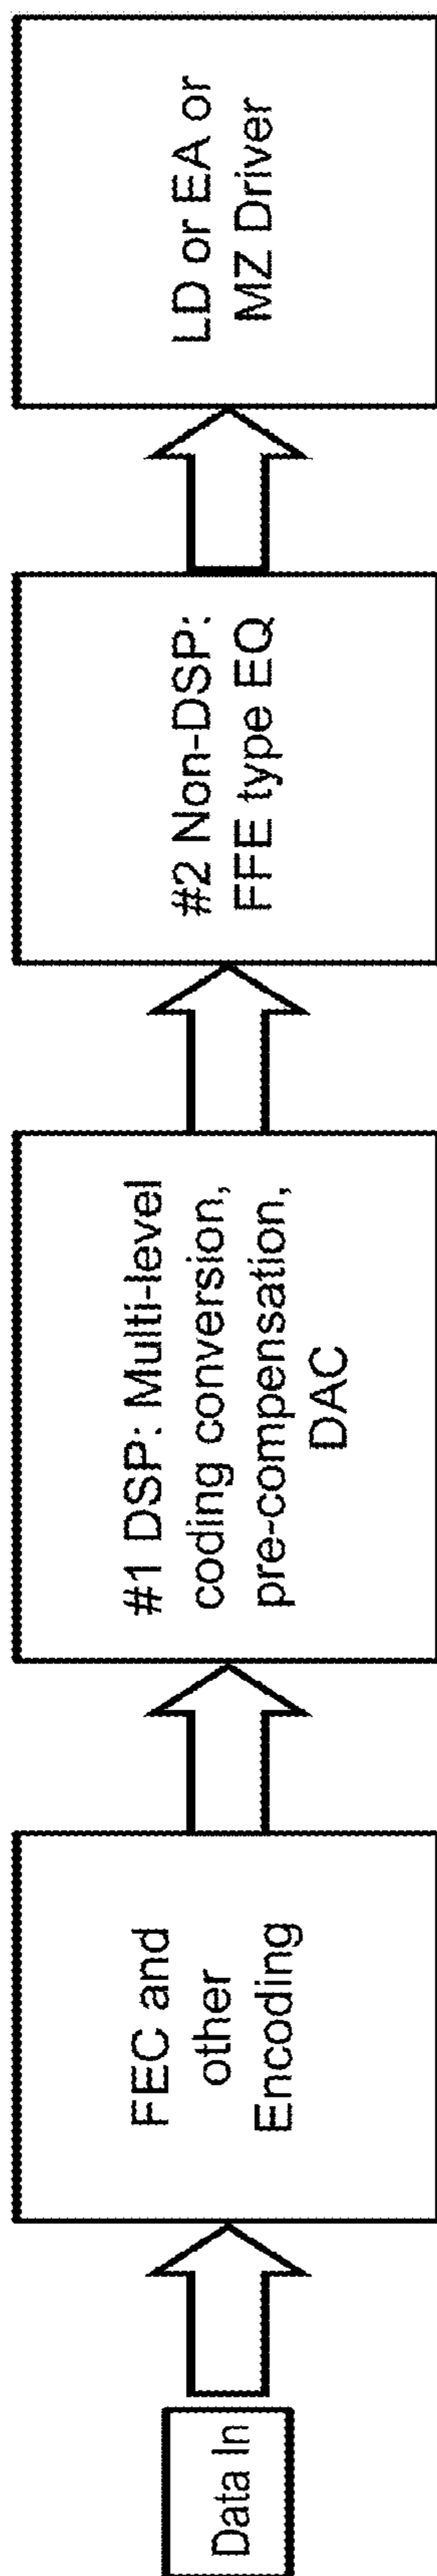 Data In
FEC and
other
Encoding
#1 DSP: Multi-level
coding conversion,
pre-compensation,
DAC
#2 Non-DSP:
FFE type EQ
LD or EA or
MZ Driver